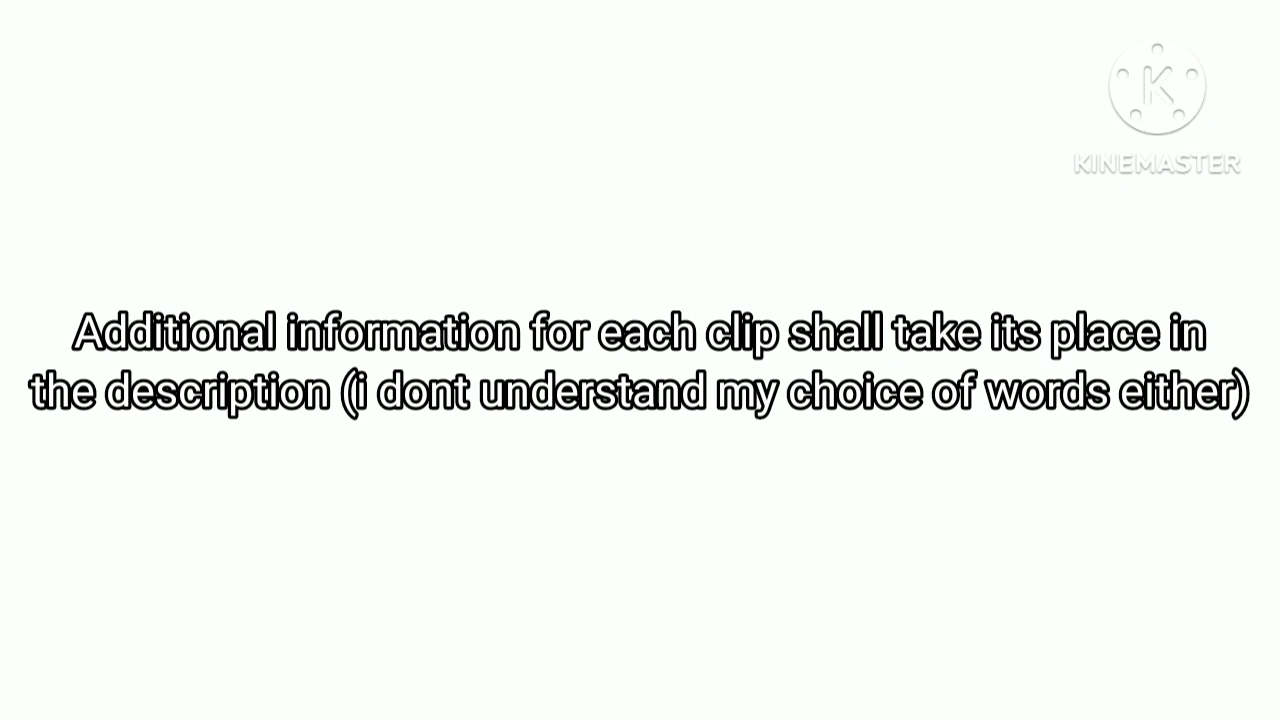 K
KINEMASTER
Additional information for each clip shall take its place in
the description (i dont understand my choice of words either)